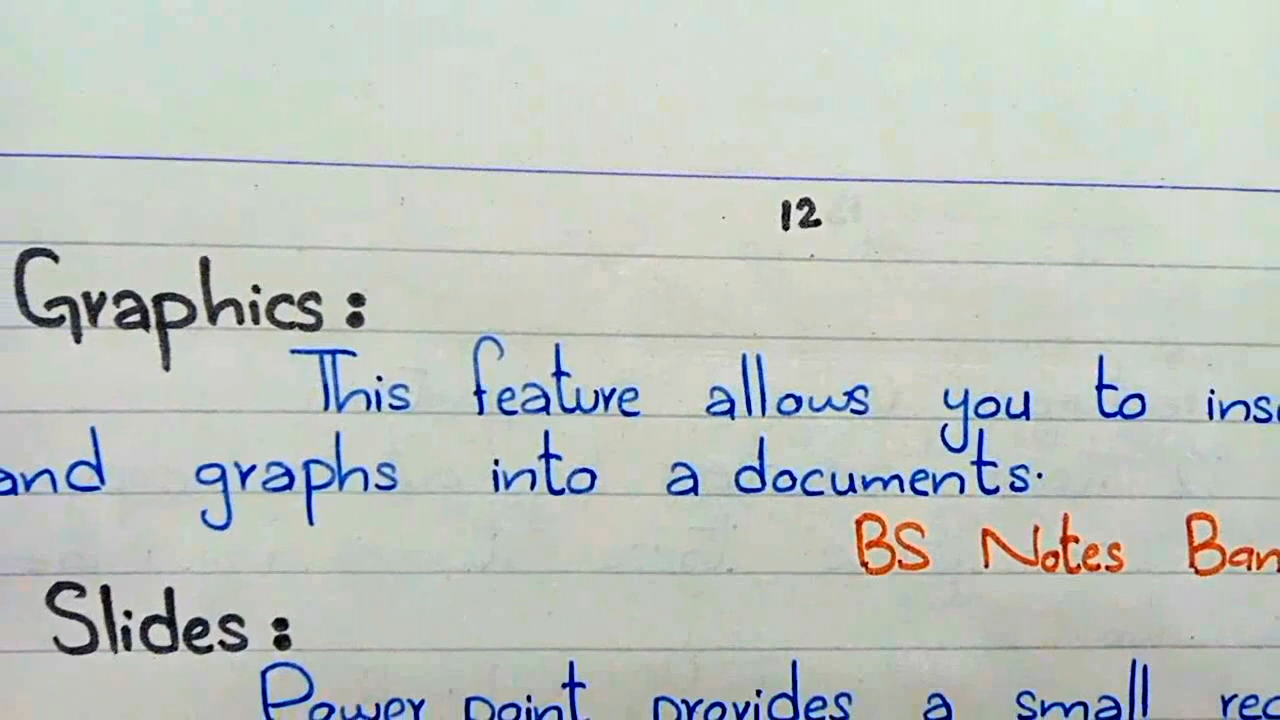 12
Graphics:
This feature allows you to
and graphs into a documents.
BS Notes
Slides:
Power point provides a small